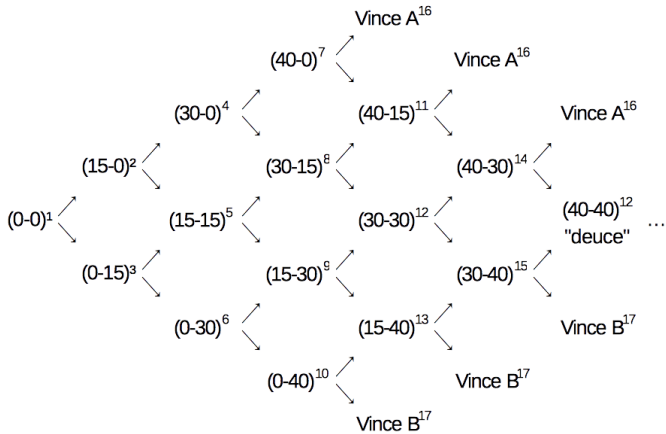 Vince A¹⁶
(40-0)⁷ Vince A¹⁶
(30-0)⁴ (40-15)¹¹ Vince A¹⁶
(15-0)² (30-15)⁸ (40-30)¹⁴
(0-0)¹ (15-15)⁵ (30-30)¹² (40-40)¹² ...
"deuce"
(0-15)³ (15-30)⁹ (30-40)¹⁵
(0-30)⁶ (15-40)¹³ Vince B¹⁷
(0-40)¹⁰ Vince B¹⁷
Vince B¹⁷